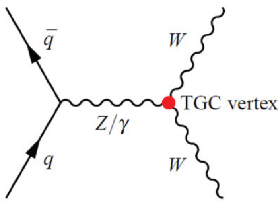 q̅
W
TGC vertex
Z/γ
q
W